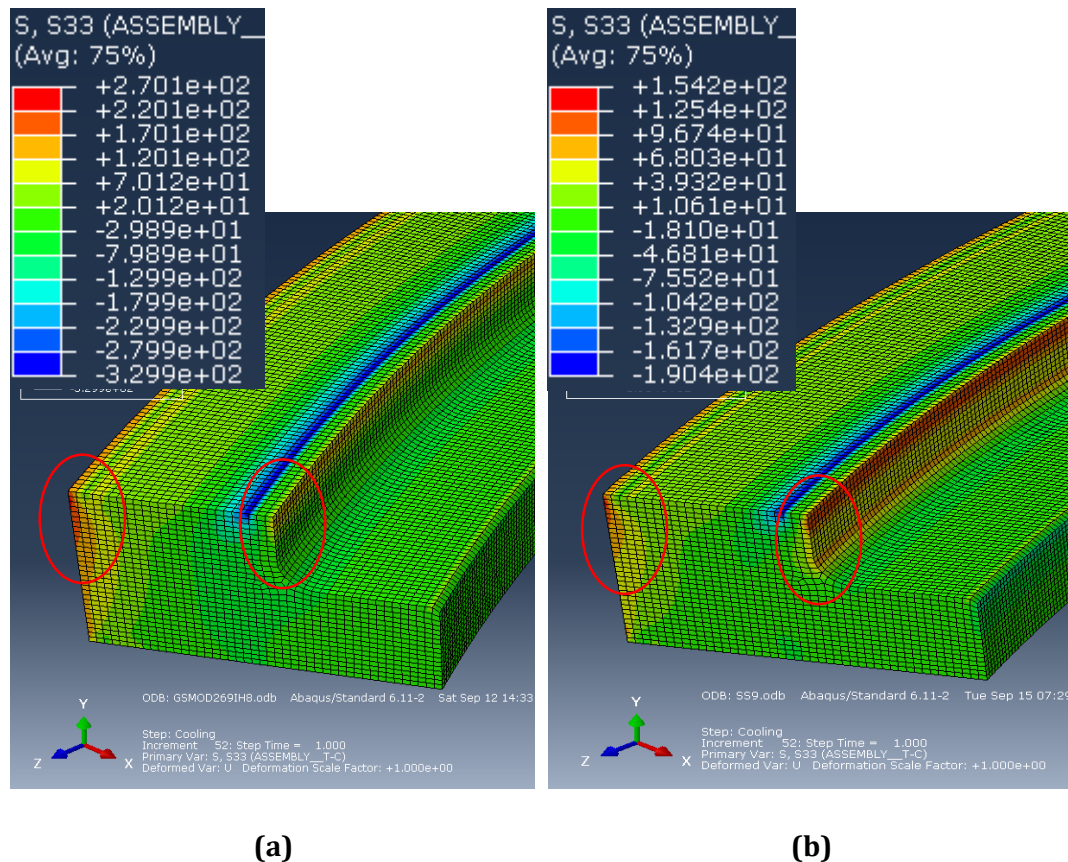 S, S33 (ASSEMBLY__
(Avg: 75%)
+2.701e+02
+2.201e+02
+1.701e+02
+1.201e+02
+7.012e+01
+2.012e+01
-2.989e+01
-7.989e+01
-1.299e+02
-1.799e+02
-2.299e+02
-2.799e+02
-3.299e+02
ODB: GSMOD269IH8.odb Abaqus/Standard 6.11-2 Sat Sep 12 14:33
Step: Cooling
Increment 52: Step Time = 1.000
Primary Var: S, S33 (ASSEMBLY__T-C)
Deformed Var: U Deformation Scale Factor: +1.000e+00
Y
Z
X
(a)
S, S33 (ASSEMBLY__
(Avg: 75%)
+1.542e+02
+1.254e+02
+9.674e+01
+6.803e+01
+3.932e+01
+1.061e+01
-1.810e+01
-4.681e+01
-7.552e+01
-1.042e+02
-1.329e+02
-1.617e+02
-1.904e+02
ODB: SS9.odb Abaqus/Standard 6.11-2 Tue Sep 15 07:29
Step: Cooling
Increment 52: Step Time = 1.000
Primary Var: S, S33 (ASSEMBLY__T-C)
Deformed Var: U Deformation Scale Factor: +1.000e+00
Y
Z
X
(b)